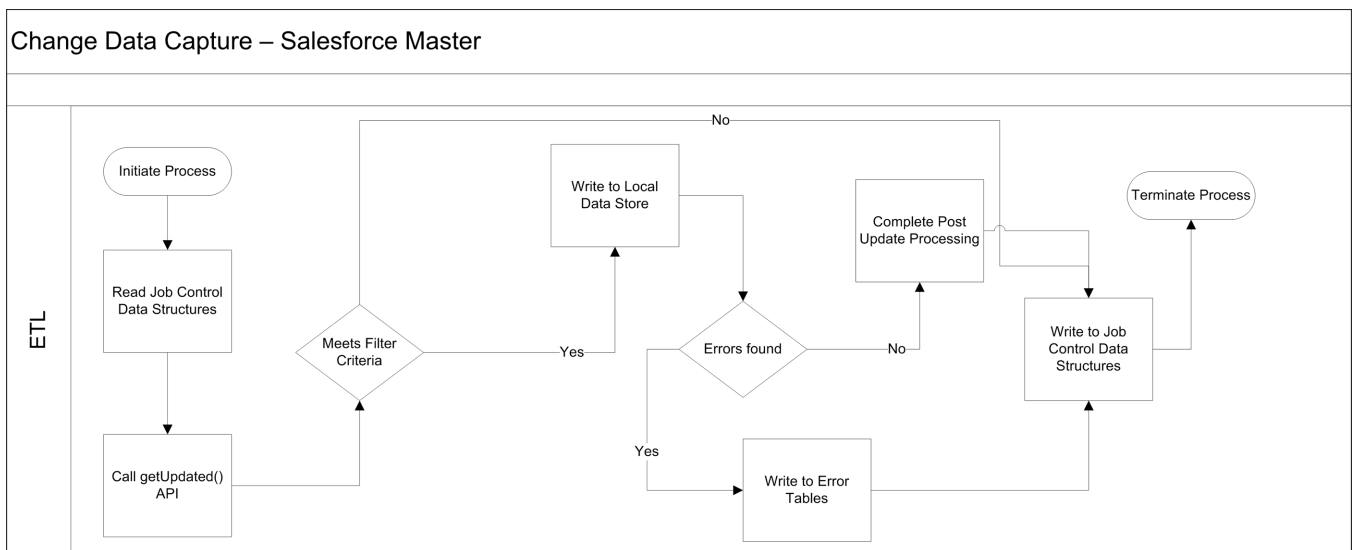 Change Data Capture – Salesforce Master
ETL
Initiate Process
Read Job Control
Data Structures
Call getUpdated()
API
Meets Filter
Criteria
No
Yes
Write to Local
Data Store
Errors found
No
Yes
Complete Post
Update Processing
Write to Error
Tables
Write to Job
Control Data
Structures
Terminate Process